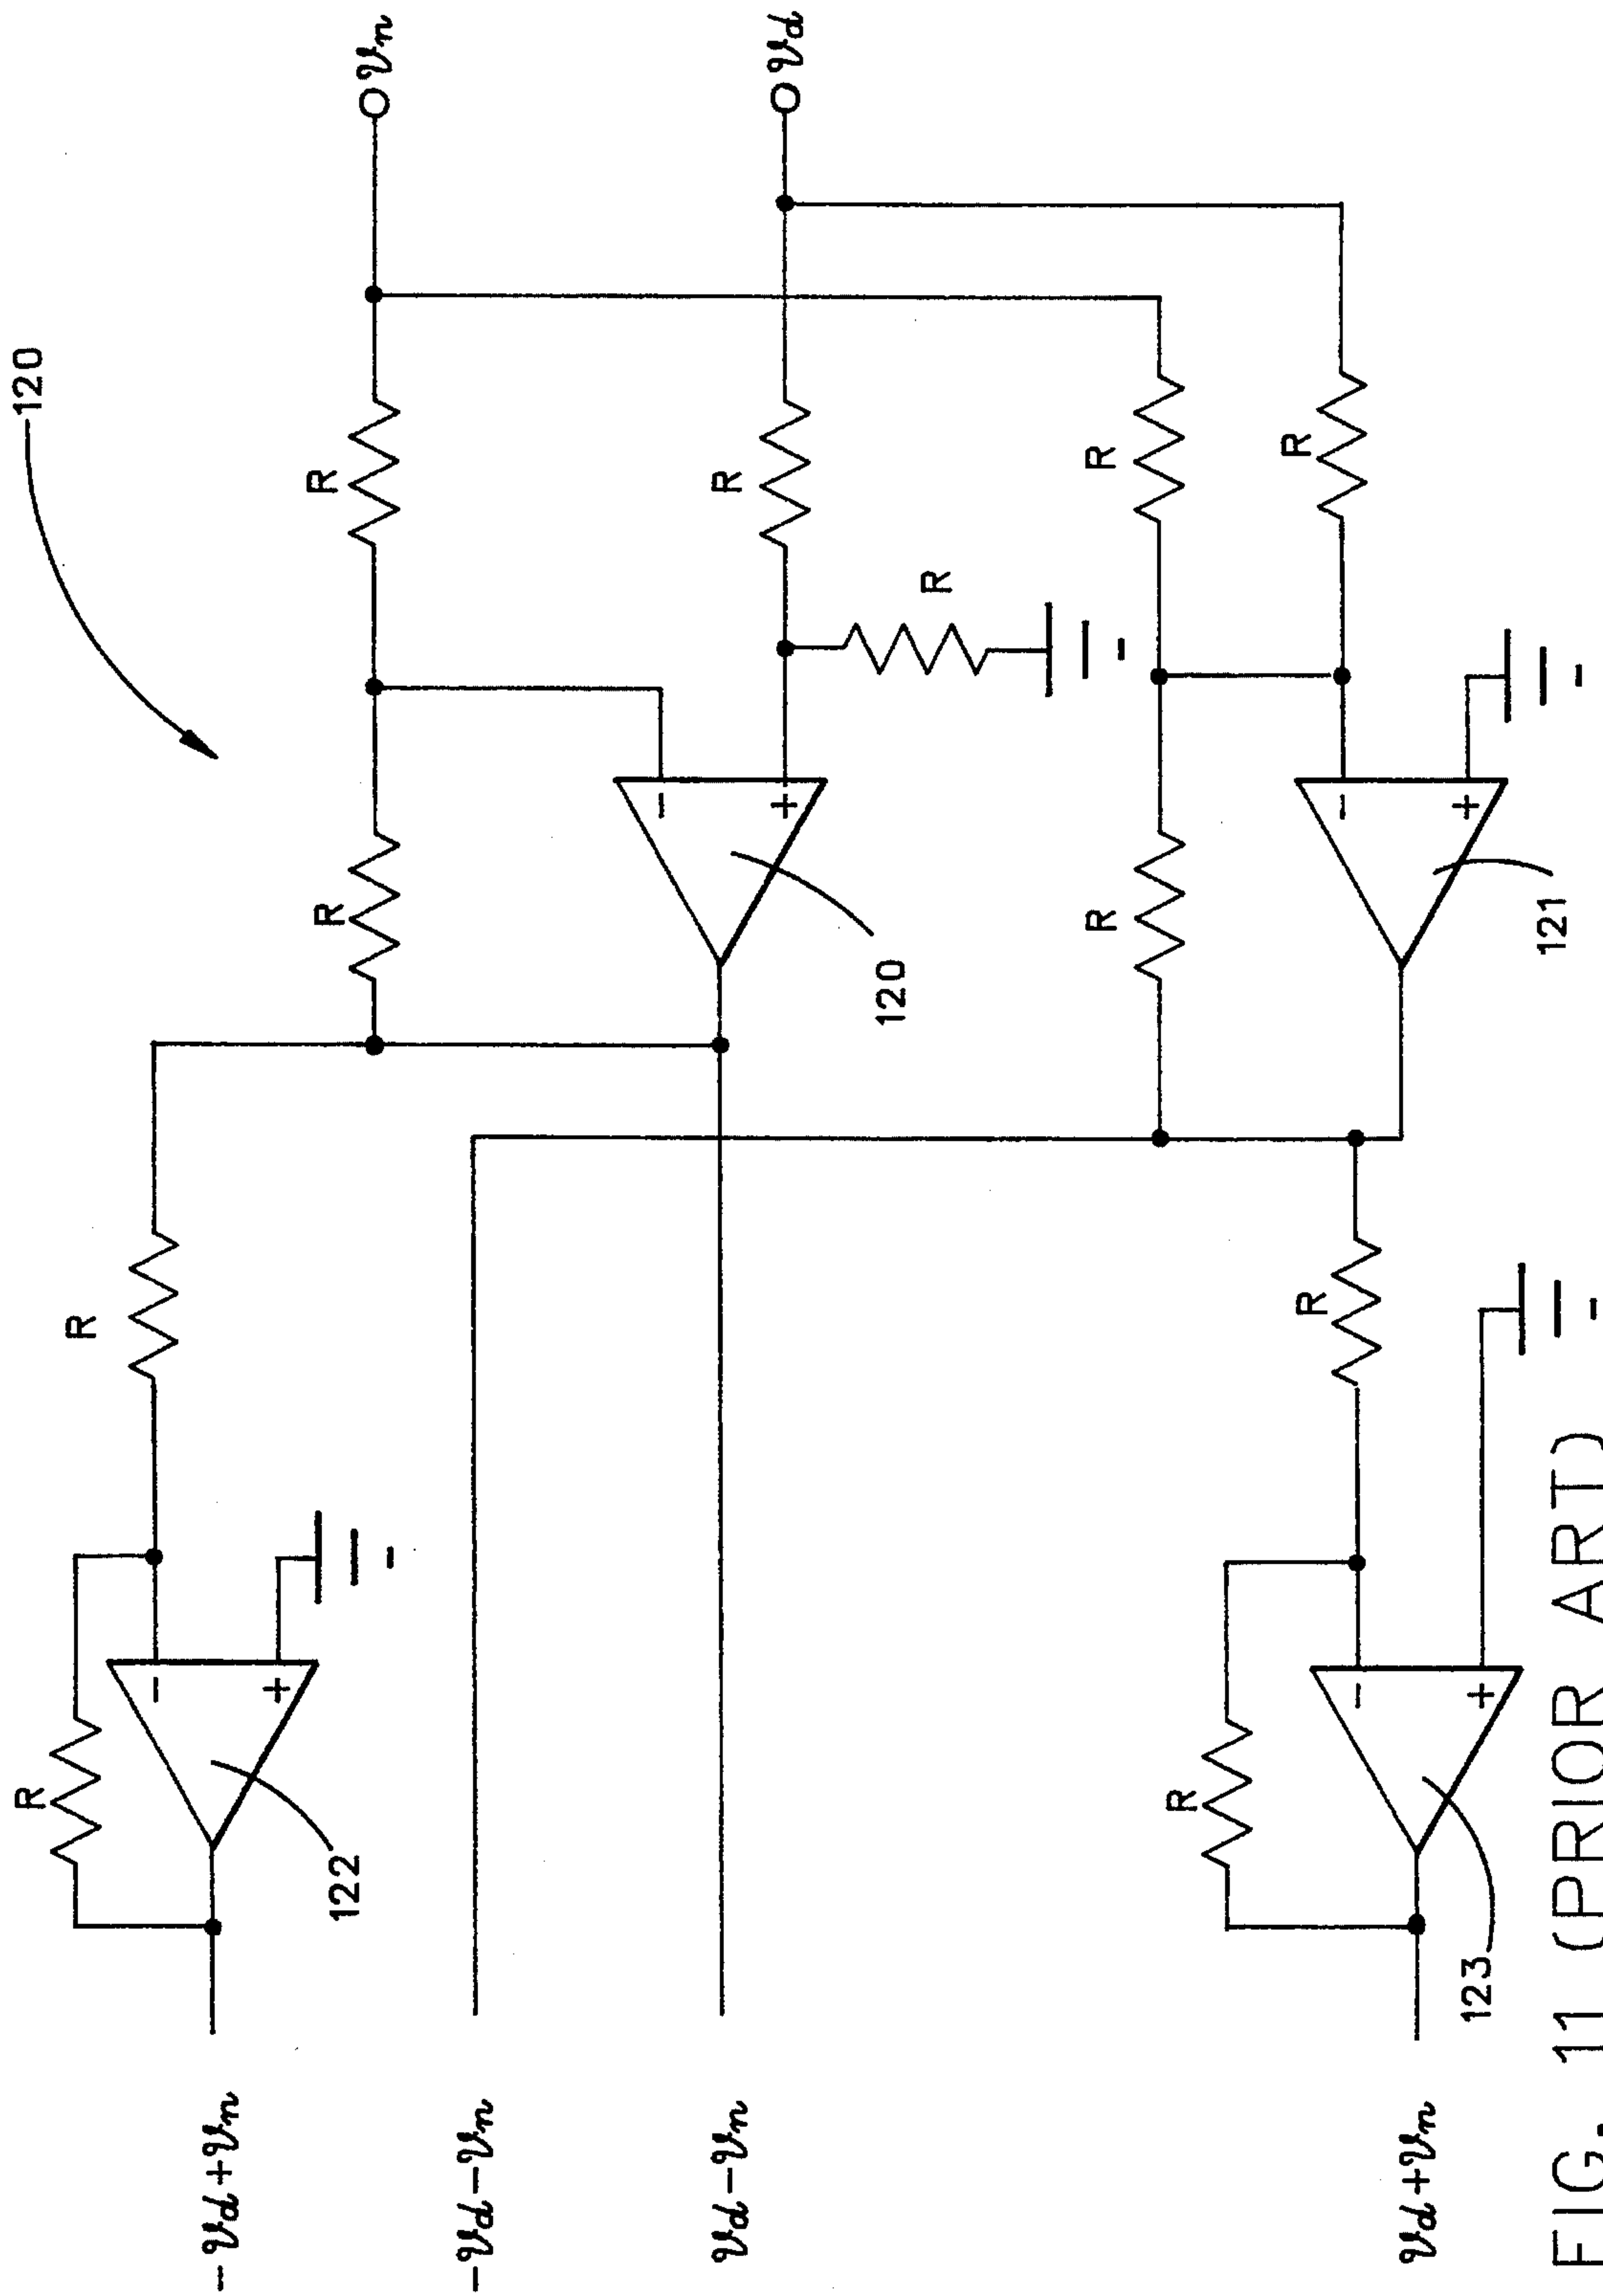 120
𝒱n
𝒱d
R
R
R
R
R
R
R
-
+
-
+
120
121
R
R
R
R
-
+
-
+
122
123
-𝒱d+𝒱n
-𝒱d-𝒱n
𝒱d-𝒱n
𝒱d+𝒱n
FIG. 11 (PRIOR ART)